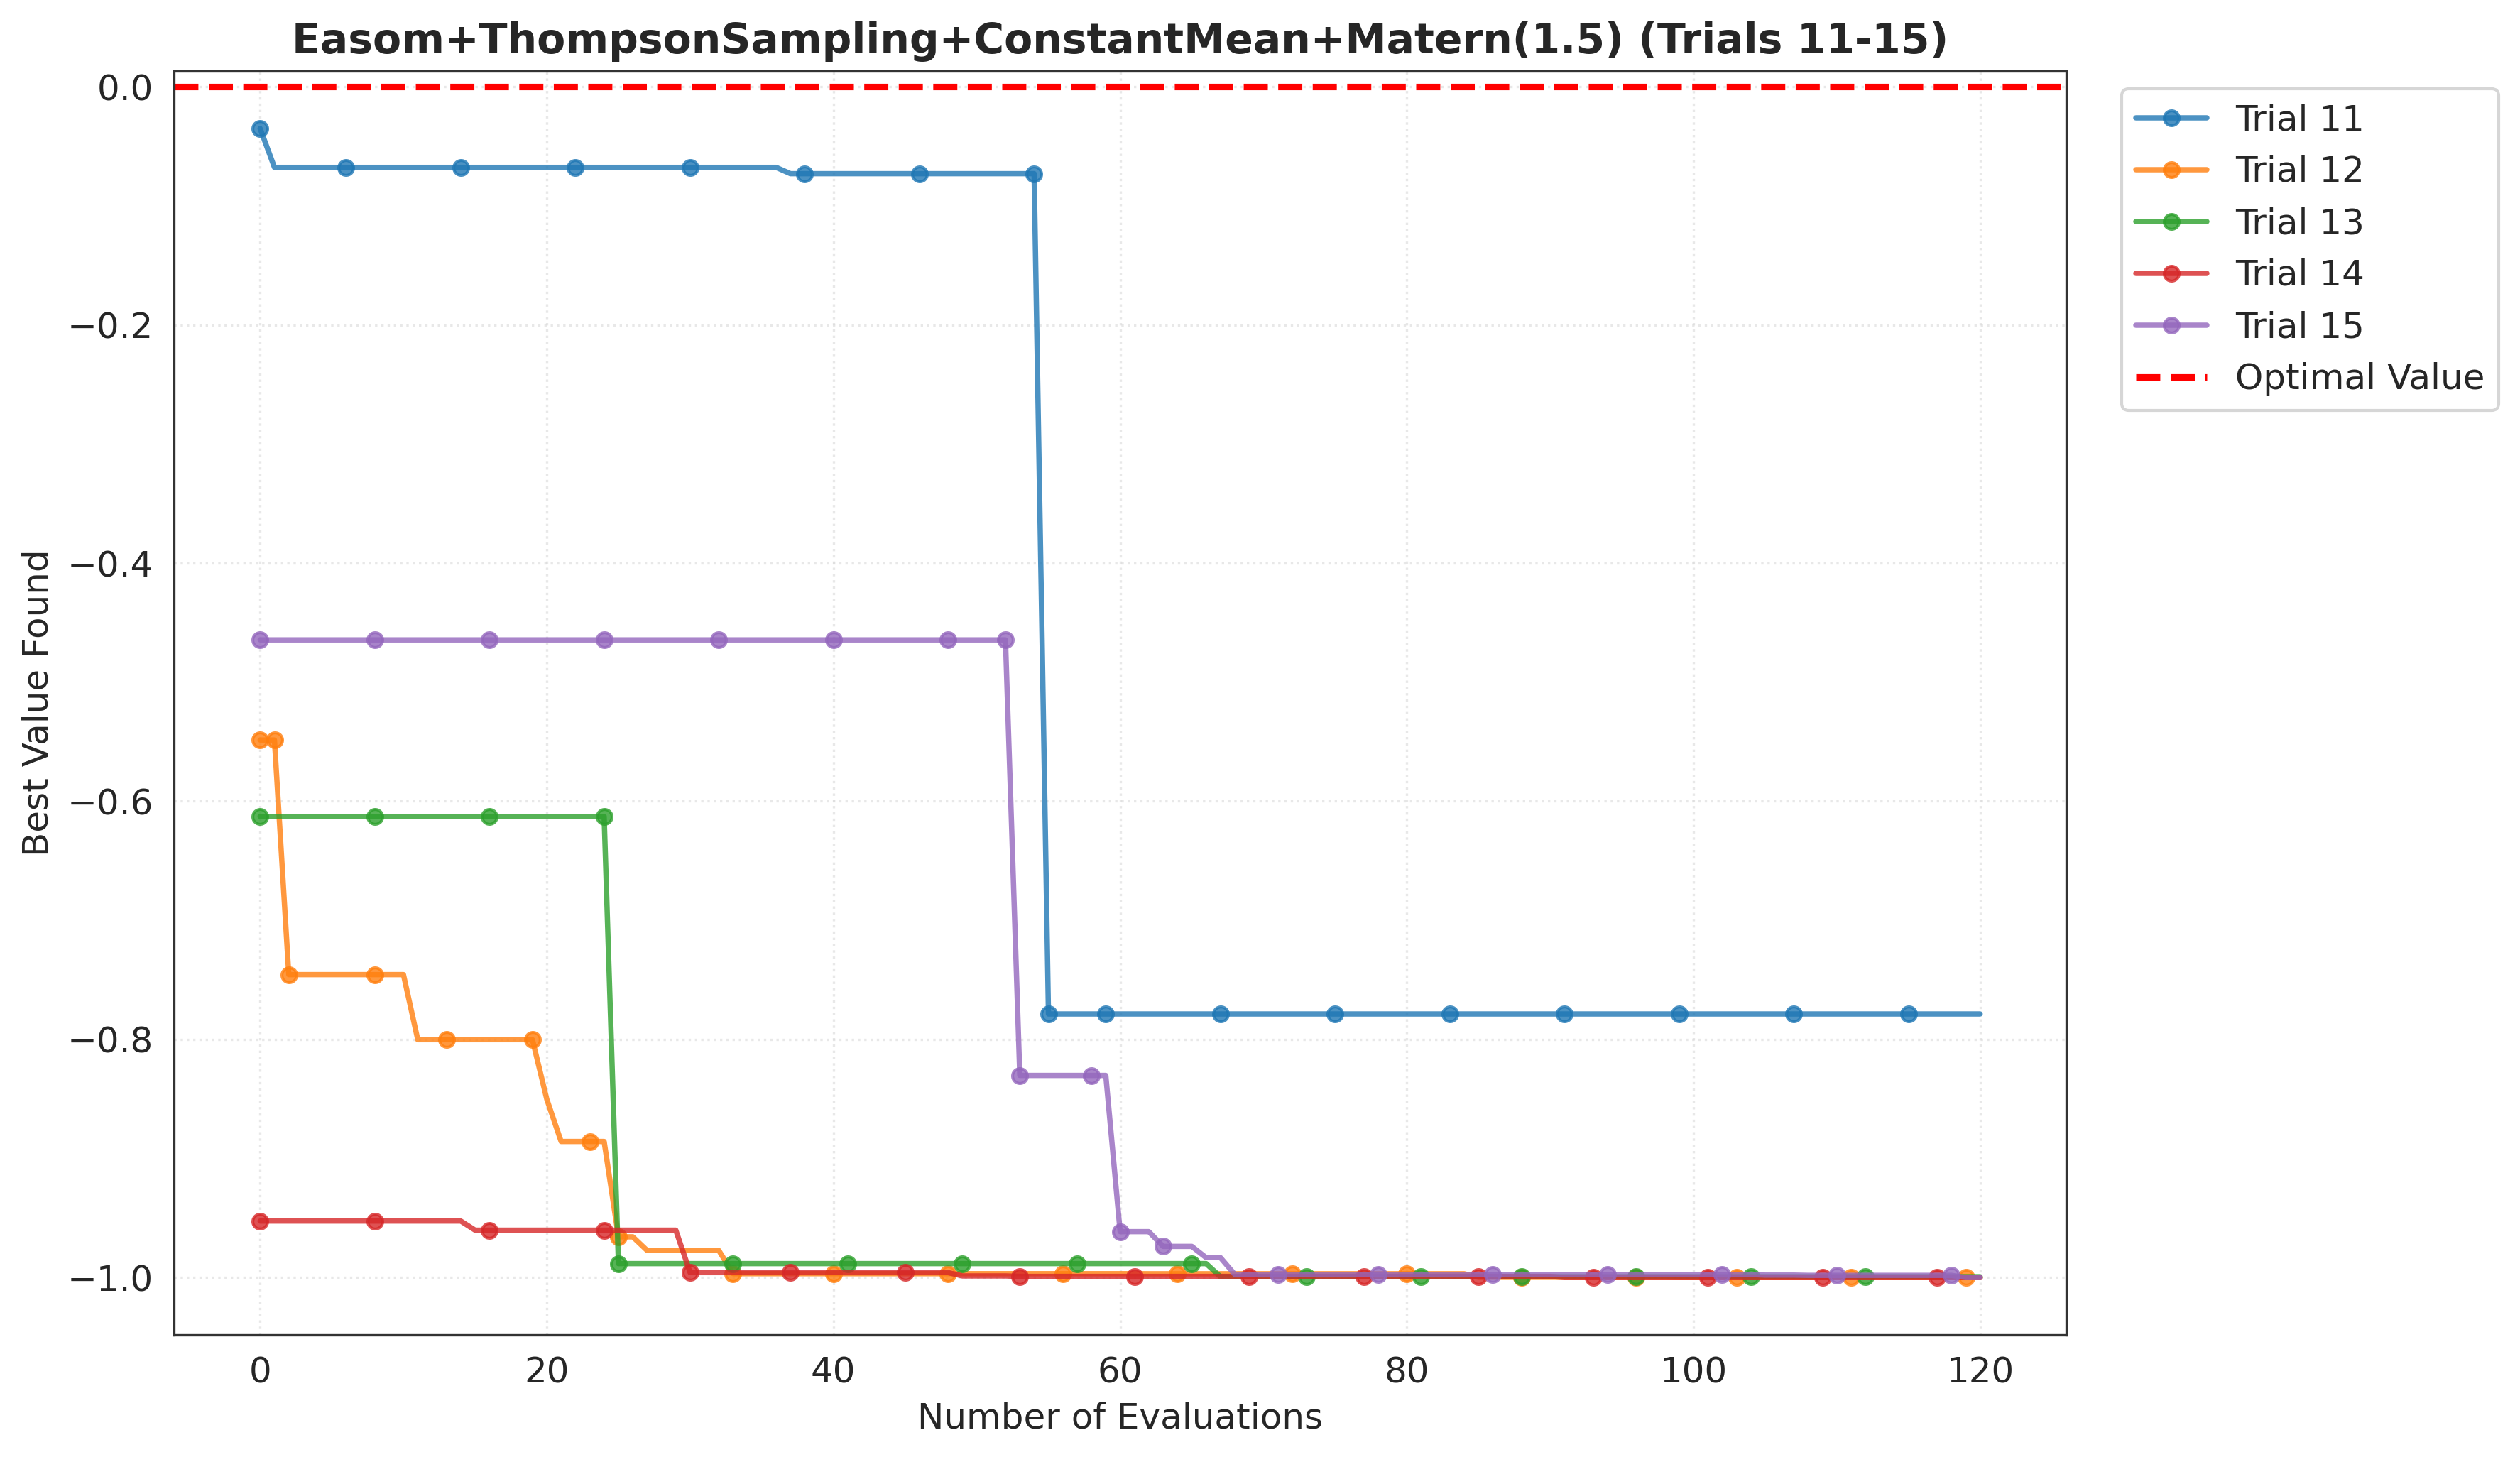 Easom+ThompsonSampling+ConstantMean+Matern(1.5) (Trials 11-15)
0.0
−0.2
−0.4
−0.6
−0.8
−1.0
Best Value Found
0 20 40 60 80 100 120
Number of Evaluations
Trial 11
Trial 12
Trial 13
Trial 14
Trial 15
Optimal Value